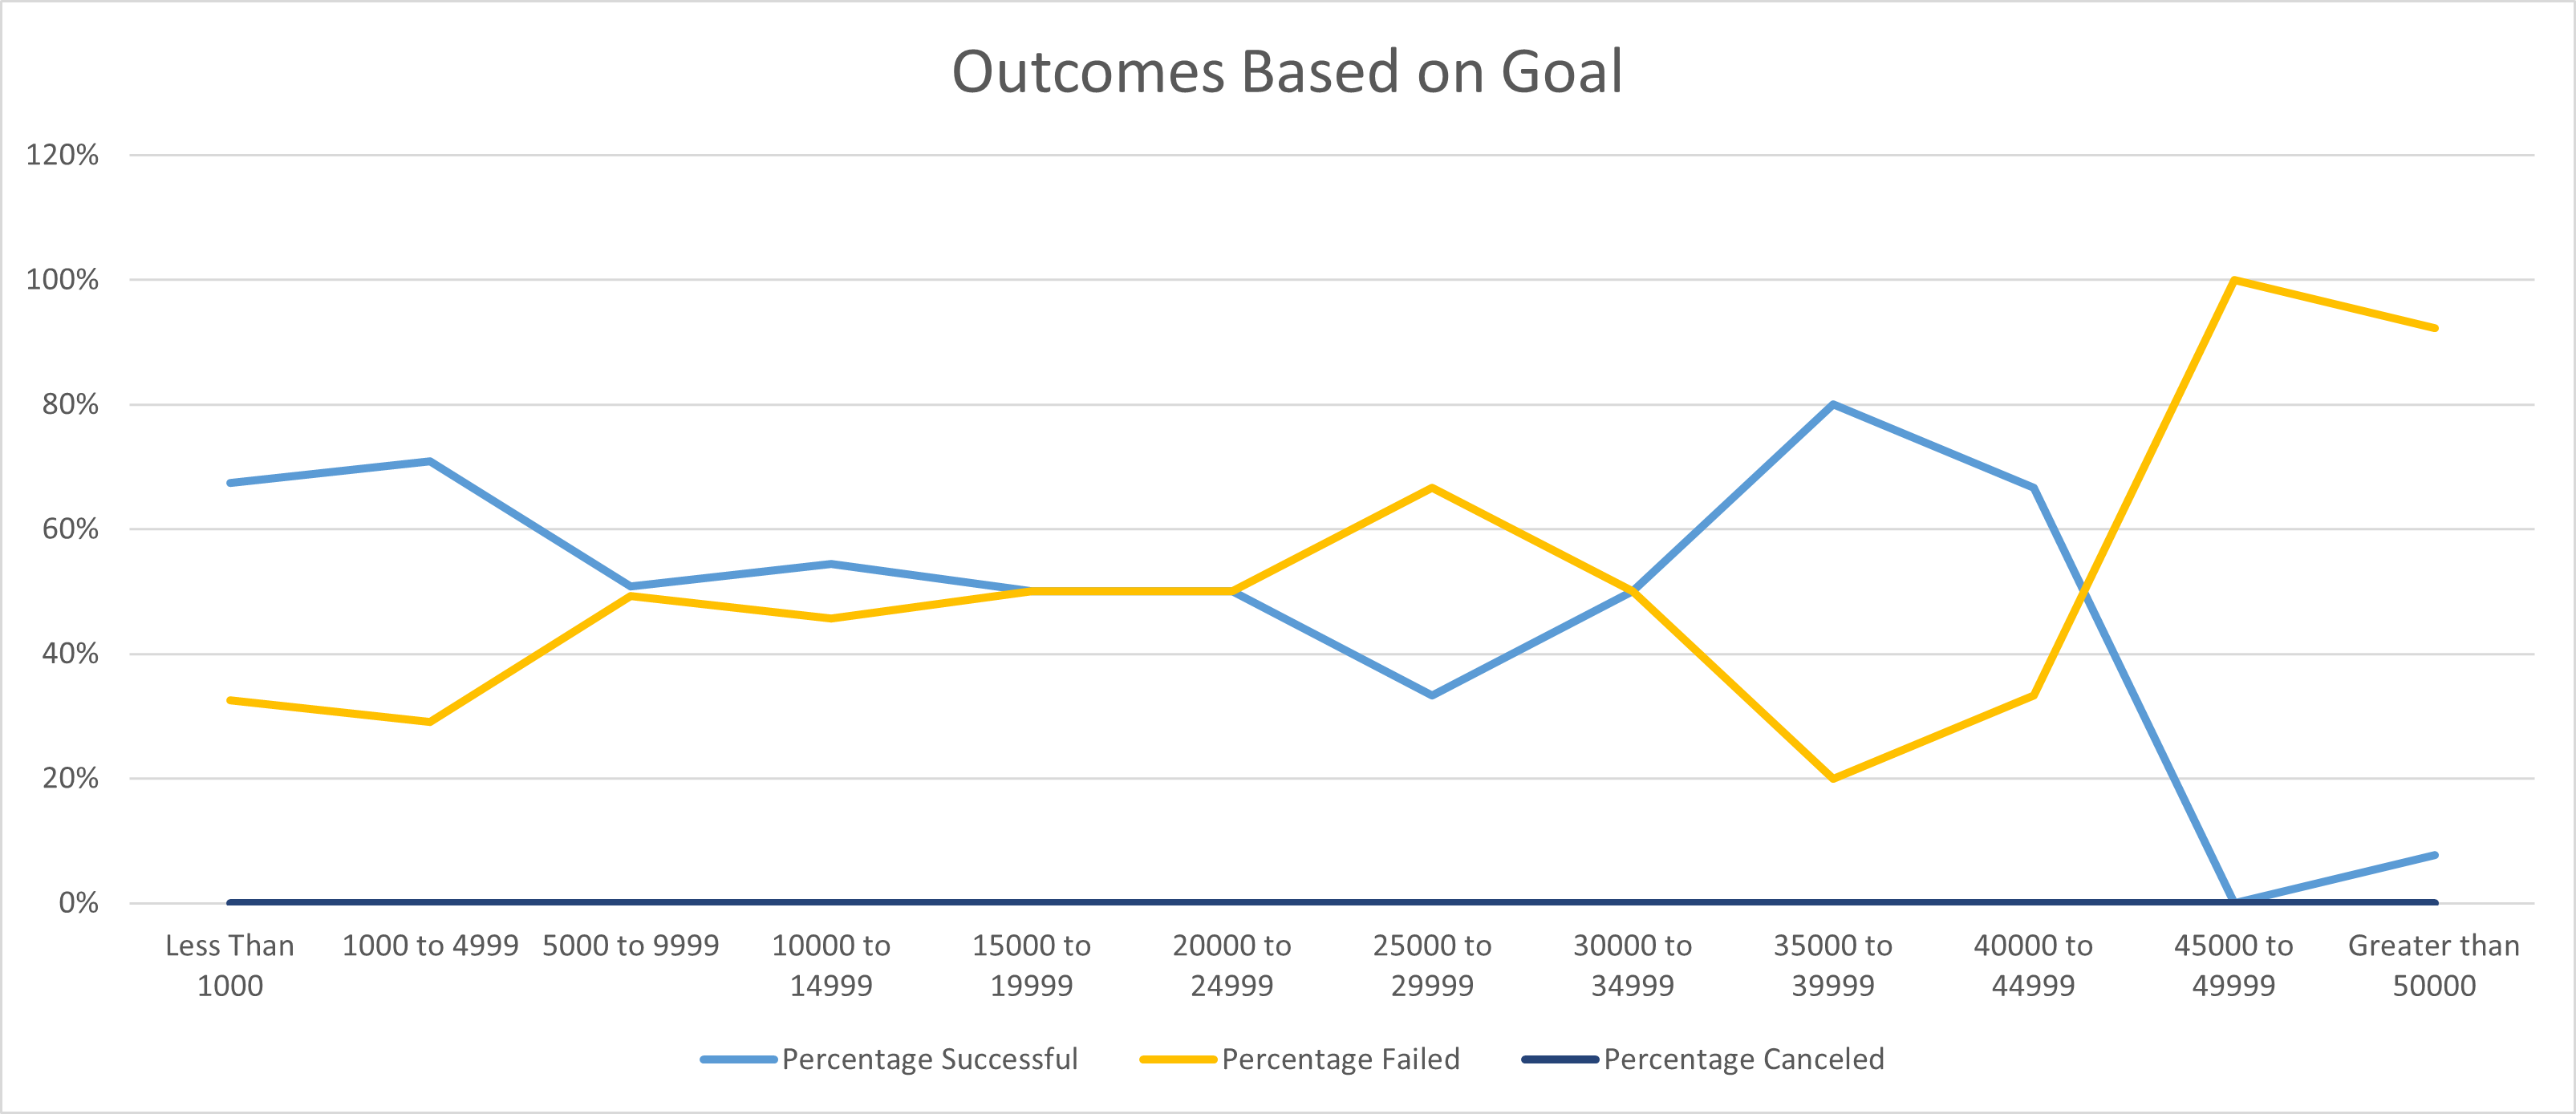 Outcomes Based on Goal
120%
100%
80%
60%
40%
20%
0%
Less Than
1000
1000 to 4999
5000 to 9999
10000 to
14999
15000 to
19999
20000 to
24999
25000 to
29999
30000 to
34999
35000 to
39999
40000 to
44999
45000 to
49999
Greater than
50000
Percentage Successful
Percentage Failed
Percentage Canceled